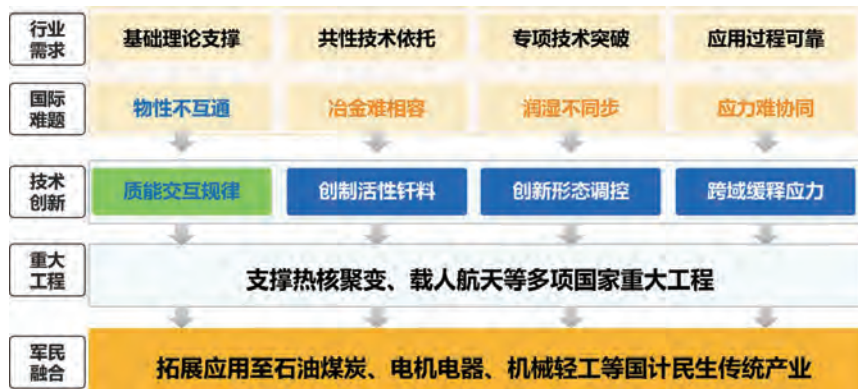 行业
需求
基础理论支撑
共性技术依托
专项技术突破
应用过程可靠
国际
难题
物性不互通
冶金难相容
润湿不同步
应力难协同
技术
创新
质能交互规律
创制活性钎料
创新形态调控
跨域缓释应力
重大
工程
支撑热核聚变、载人航天等多项国家重大工程
军民
融合
拓展应用至石油煤炭、电机电器、机械轻工等国计民生传统产业